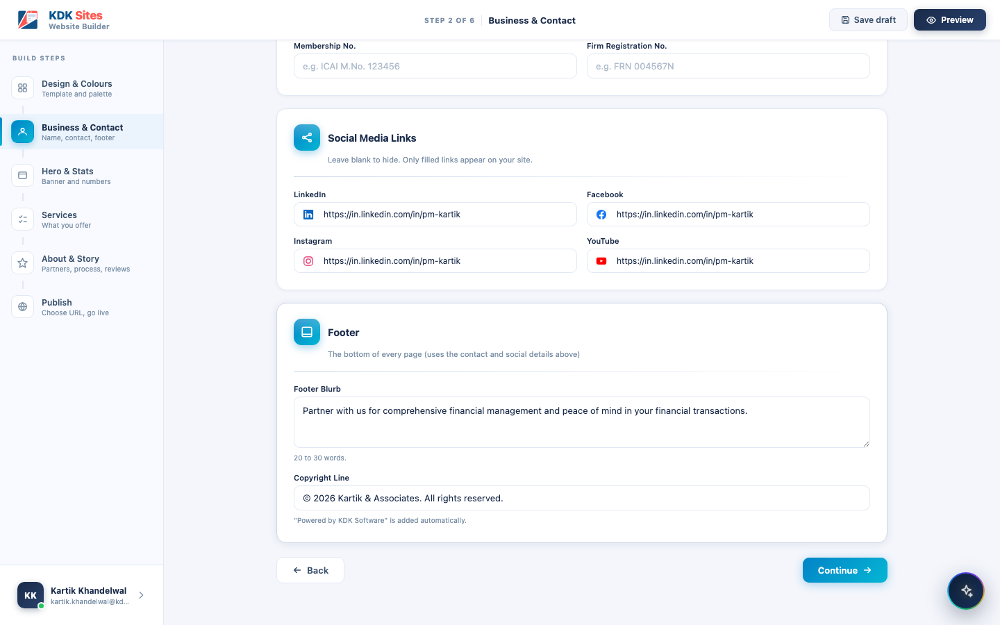 KDK Sites
Website Builder
STEP 2 OF 6
Business & Contact
Save draft
Preview
BUILD STEPS
Design & Colours
Template and palette
Business & Contact
Name, contact, footer
Hero & Stats
Banner and numbers
Services
What you offer
About & Story
Partners, process, reviews
Publish
Choose URL, go live
KK
Kartik Khandelwal
kartik.khandelwal@kd...
Membership No.
Firm Registration No.
e.g. ICAI M.No. 123456
e.g. FRN 004567N
Social Media Links
Leave blank to hide. Only filled links appear on your site.
LinkedIn
Facebook
https://in.linkedin.com/in/pm-kartik
https://in.linkedin.com/in/pm-kartik
Instagram
YouTube
https://in.linkedin.com/in/pm-kartik
https://in.linkedin.com/in/pm-kartik
Footer
The bottom of every page (uses the contact and social details above)
Footer Blurb
Partner with us for comprehensive financial management and peace of mind in your financial transactions.
20 to 30 words.
Copyright Line
© 2026 Kartik & Associates. All rights reserved.
"Powered by KDK Software" is added automatically.
Back
Continue